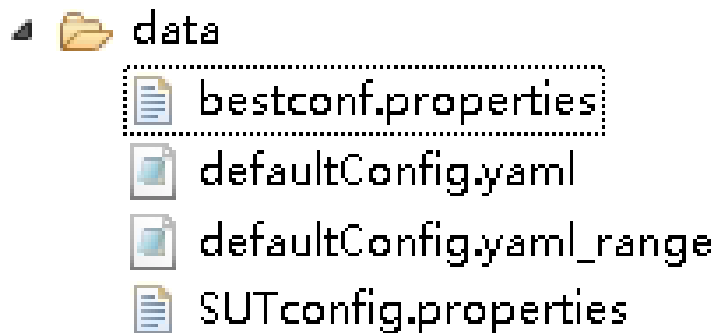 data
bestconf.properties
defaultConfig.yaml
defaultConfig.yaml_range
SUTconfig.properties